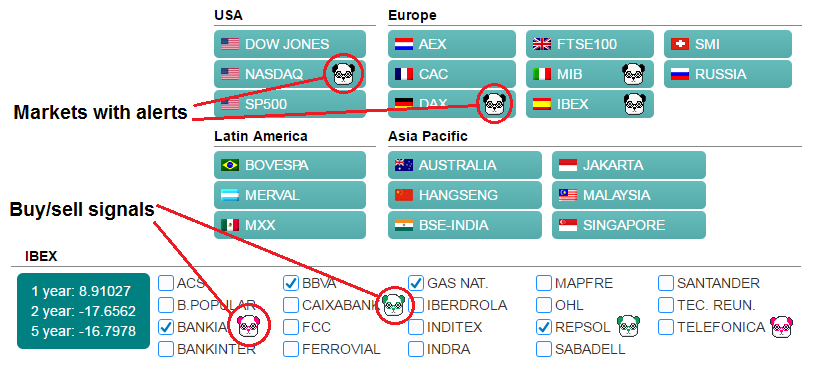 USA Europe
DOW JONES AEX FTSE100 SMI
NASDAQ CAC MIB RUSSIA
Markets with alerts
SP500 DAX IBEX
Latin America Asia Pacific
BOVESPA AUSTRALIA JAKARTA
MERVAL HANGSENG MALAYSIA
Buy/sell signals
MXX BSE-INDIA SINGAPORE
IBEX
1 year: 8.91027
2 year: -17.6562
5 year: -16.7978
ACS BBVA GAS NAT. MAPFRE SANTANDER
B.POPULAR CAIXABANK IBERDROLA OHL TEC. REUN.
BANKIA FCC INDITEX REPSOL TELEFONICA
BANKINTER FERROVIAL INDRA SABADELL